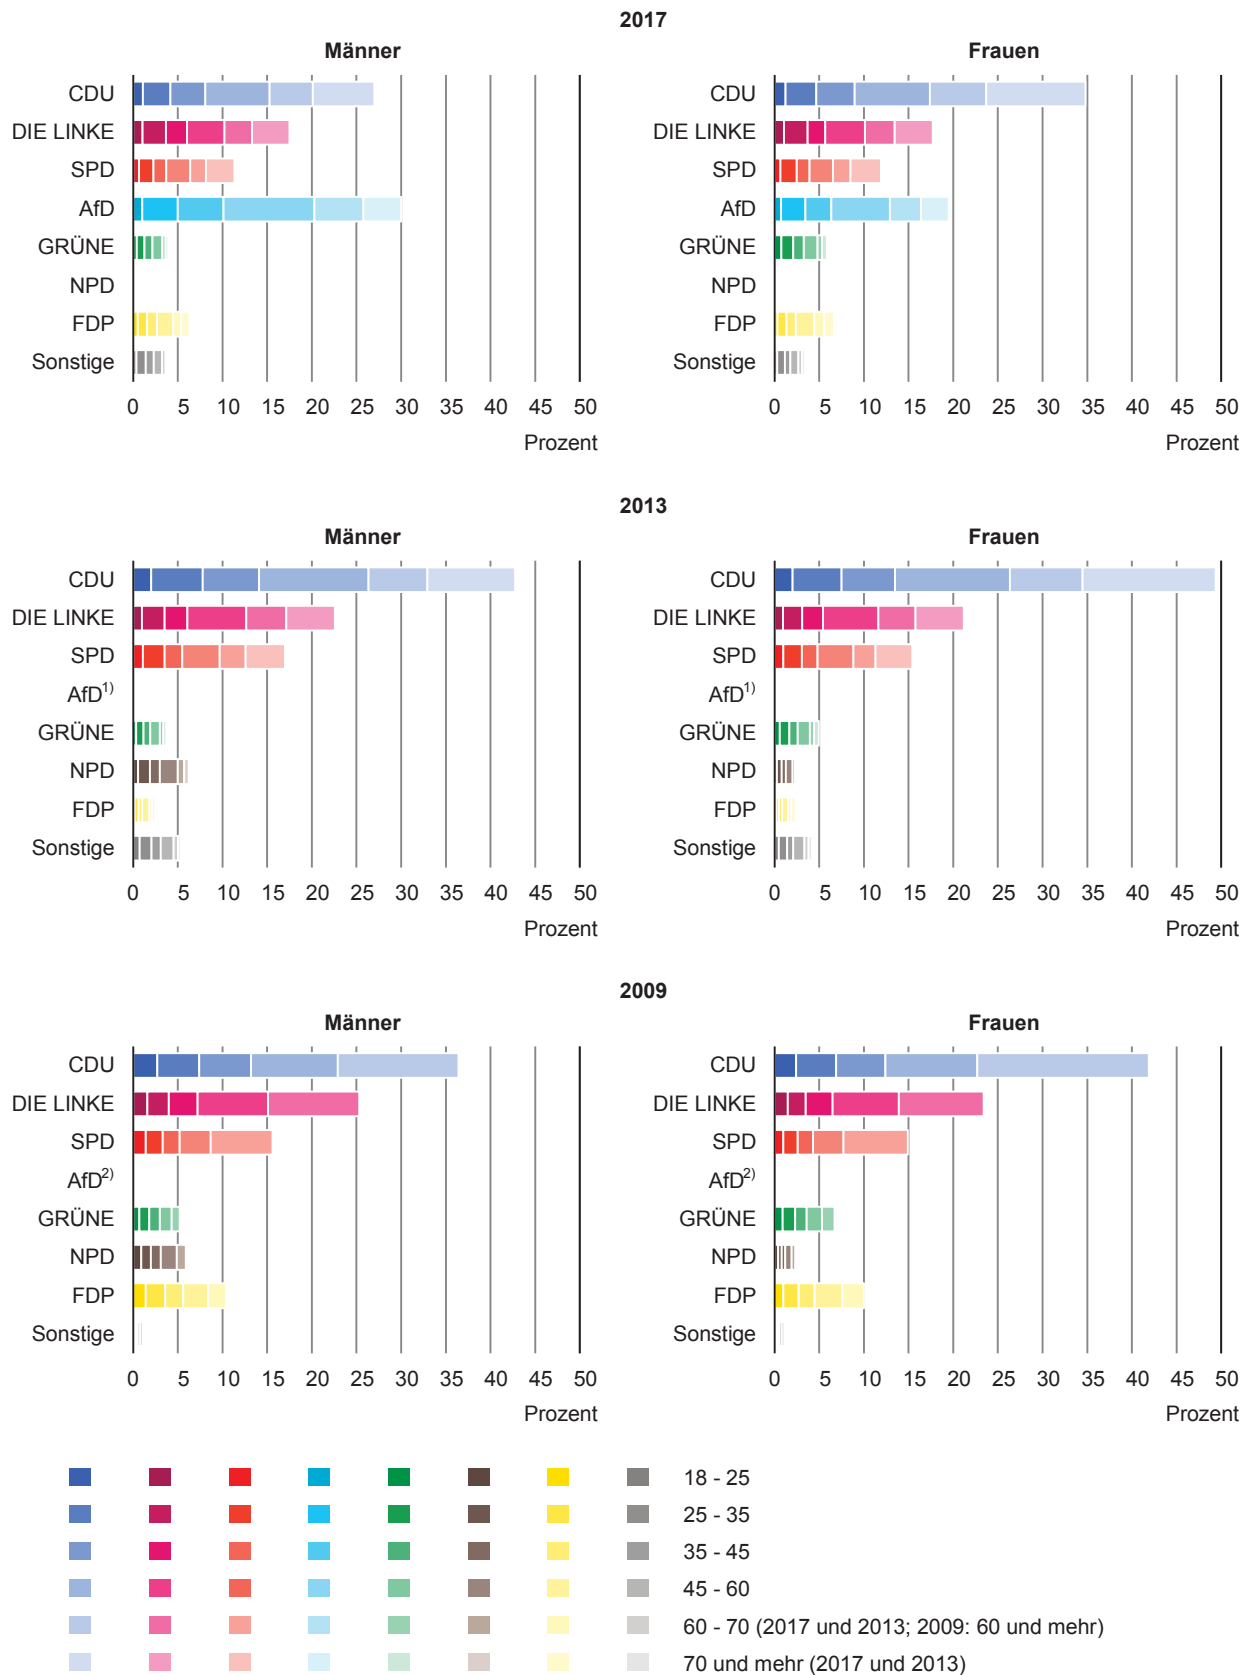 2017
Männer
Frauen
CDU
DIE LINKE
SPD
AfD
GRÜNE
NPD
FDP
Sonstige
0 5 10 15 20 25 30 35 40 45 50
Prozent
CDU
DIE LINKE
SPD
AfD
GRÜNE
NPD
FDP
Sonstige
0 5 10 15 20 25 30 35 40 45 50
Prozent
2013
Männer
Frauen
CDU
DIE LINKE
SPD
AfD1)
GRÜNE
NPD
FDP
Sonstige
0 5 10 15 20 25 30 35 40 45 50
Prozent
CDU
DIE LINKE
SPD
AfD1)
GRÜNE
NPD
FDP
Sonstige
0 5 10 15 20 25 30 35 40 45 50
Prozent
2009
Männer
Frauen
CDU
DIE LINKE
SPD
AfD2)
GRÜNE
NPD
FDP
Sonstige
0 5 10 15 20 25 30 35 40 45 50
Prozent
CDU
DIE LINKE
SPD
AfD2)
GRÜNE
NPD
FDP
Sonstige
0 5 10 15 20 25 30 35 40 45 50
Prozent
18 - 25
25 - 35
35 - 45
45 - 60
60 - 70 (2017 und 2013; 2009: 60 und mehr)
70 und mehr (2017 und 2013)